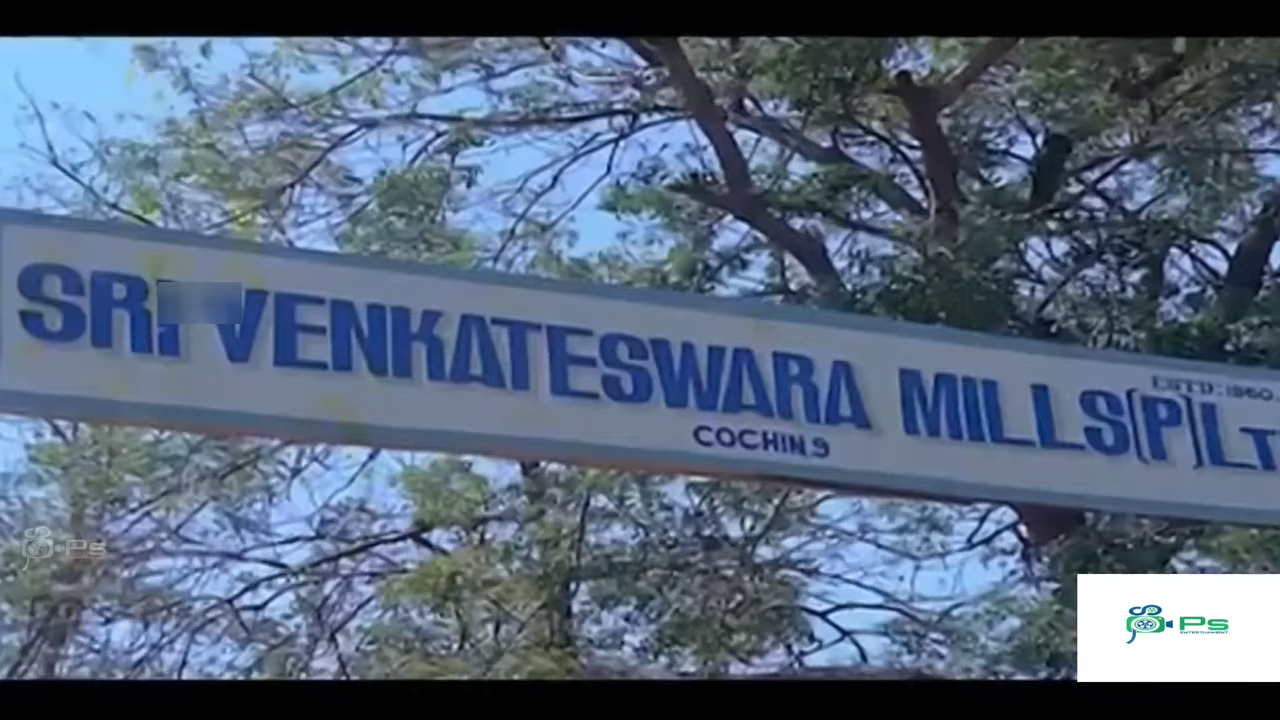 SRI VENKATESWARA MILLS (P) LT
ESTD: 1960
COCHIN.9
Ps
Ps
ENTERTAINMENT